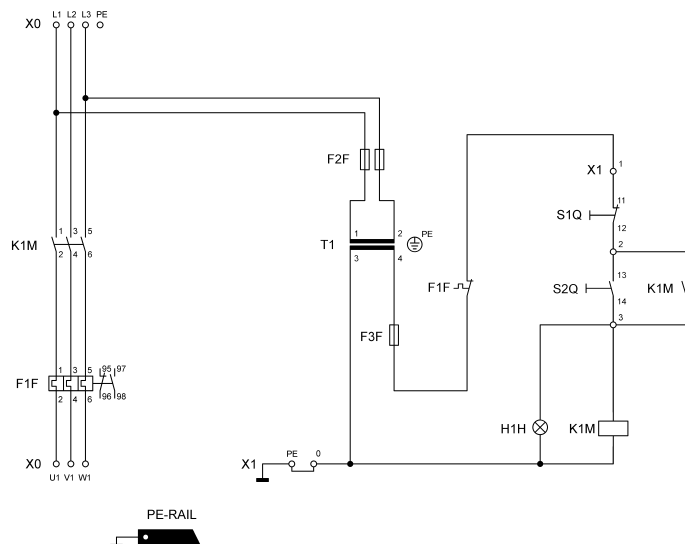 X0 L1 L2 L3 PE
F2F
X1 1
11
S1Q
12
1 3 5
K1M
2 4 6
1 2
T1 PE
3 4
2
13
F1F S2Q K1M
14
F3F
3
1 3 5 95 97
F1F
2 4 6 96 98
H1H K1M
X0
U1 V1 W1
X1 PE 0
PE-RAIL